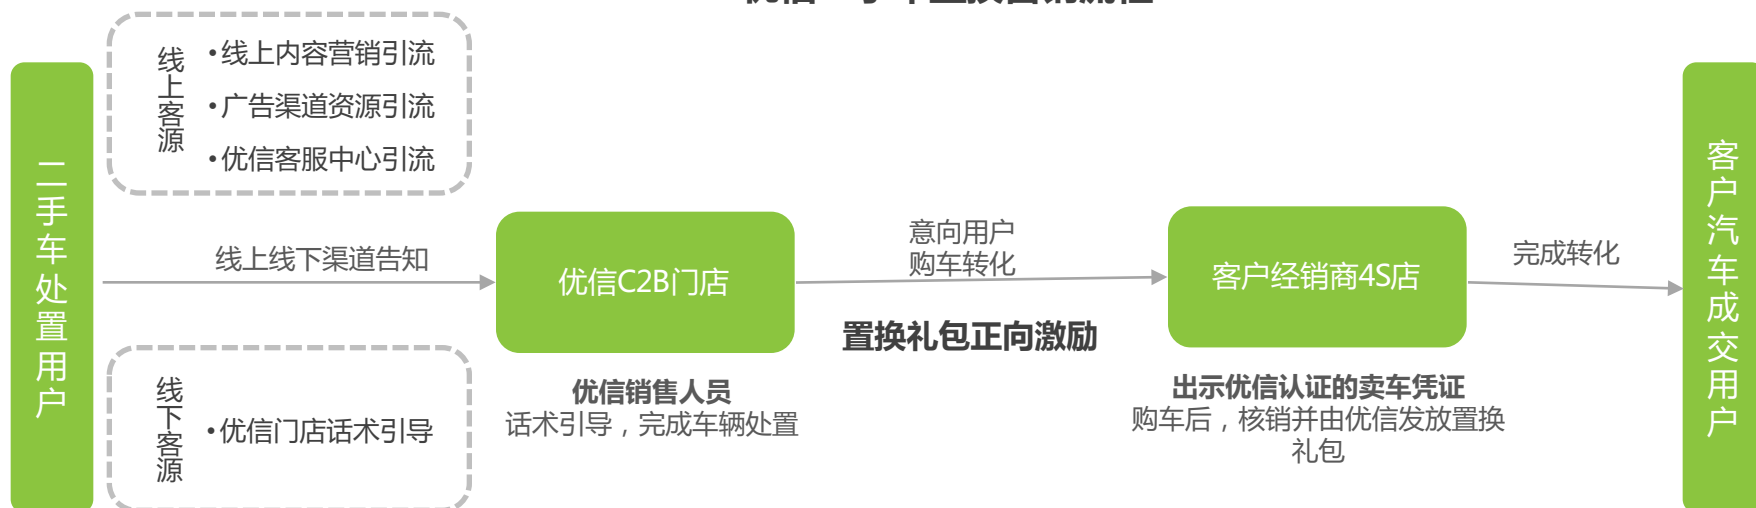 二手车处置用户
线上客源
•线上内容营销引流
•广告渠道资源引流
•优信客服中心引流
线上线下渠道告知
线下客源
•优信门店话术引导
优信C2B门店
优信销售人员
话术引导，完成车辆处置
意向用户
购车转化
置换礼包正向激励
客户经销商4S店
出示优信认证的卖车凭证
购车后，核销并由优信发放置换
礼包
完成转化
客户汽车成交用户